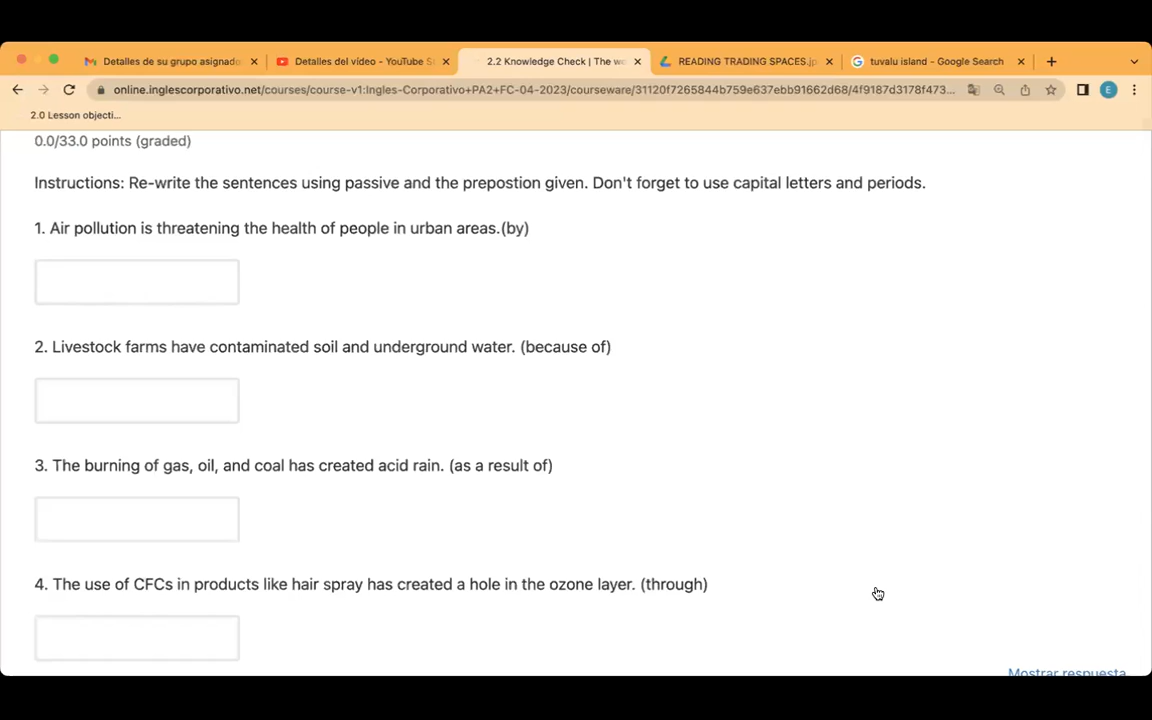 Detalles de su grupo asignado
Detalles del vídeo - YouTube S
2.2 Knowledge Check | The wo
READING TRADING SPACES.jp
tuvalu island - Google Search
online.inglescorporativo.net/courses/course-v1:Ingles-Corporativo+PA2+FC-04-2023/courseware/31120f7265844b759e637ebb91662d68/4f9187d3178f473...
E
2.0 Lesson objecti...
0.0/33.0 points (graded)
Instructions: Re-write the sentences using passive and the prepostion given. Don't forget to use capital letters and periods.
1. Air pollution is threatening the health of people in urban areas.(by)
2. Livestock farms have contaminated soil and underground water. (because of)
3. The burning of gas, oil, and coal has created acid rain. (as a result of)
4. The use of CFCs in products like hair spray has created a hole in the ozone layer. (through)
Mostrar respuesta